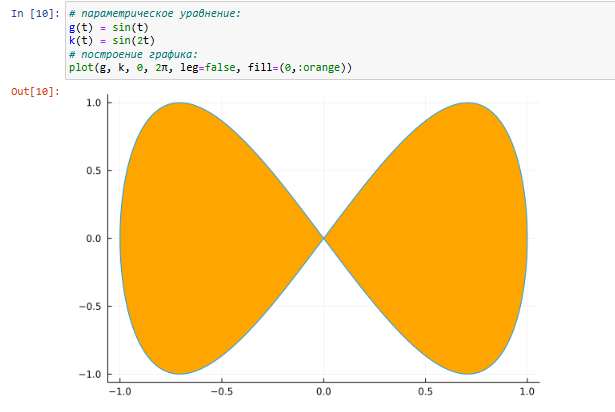 In [10]:
# параметрическое уравнение:
g(t) = sin(t)
k(t) = sin(2t)
# построение графика:
plot(g, k, 0, 2π, leg=false, fill=(0,:orange))
Out[10]:
1.0
0.5
0.0
−0.5
−1.0
−1.0 −0.5 0.0 0.5 1.0